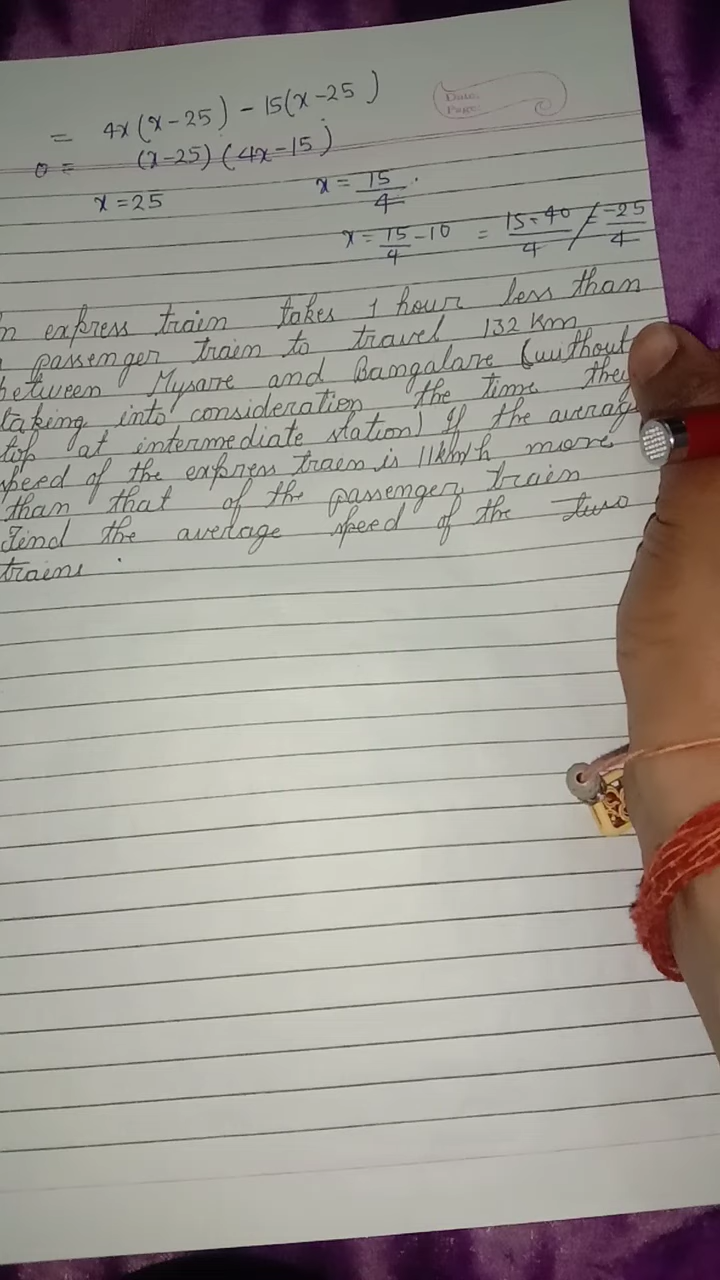 = 4x(x-25) - 15(x-25)
Date:
Page:
0 = (x-25)(4x-15)
x = 25 x = 15/4.
x = 15/4 - 10 = 15-40/4 = -25/4
n express train takes 1 hour less than
passenger train to travel 132 Km
between Mysore and Bangalore (without
taking into consideration the time they
top at intermediate station) If the average
speed of the express train is 11km/h more
than that of the passenger train
Find the average speed of the two
trains.